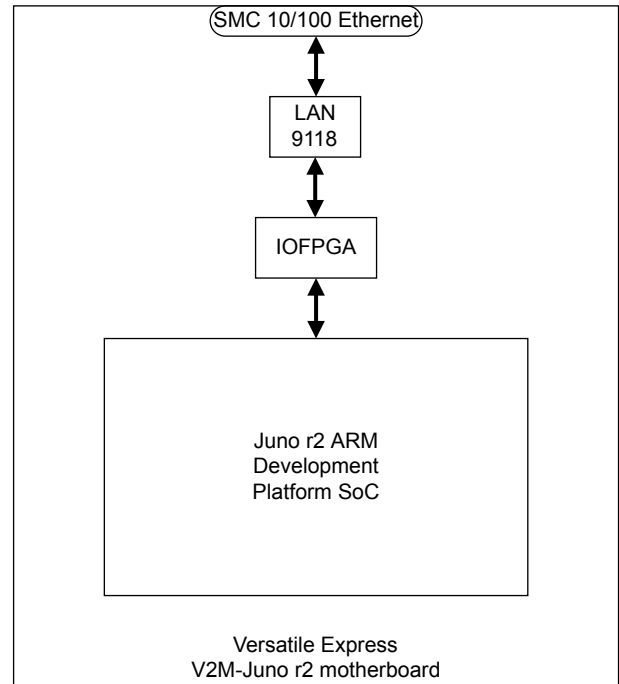 SMC 10/100 Ethernet
LAN
9118
IOFPGA
Juno r2 ARM
Development
Platform SoC
Versatile Express
V2M-Juno r2 motherboard